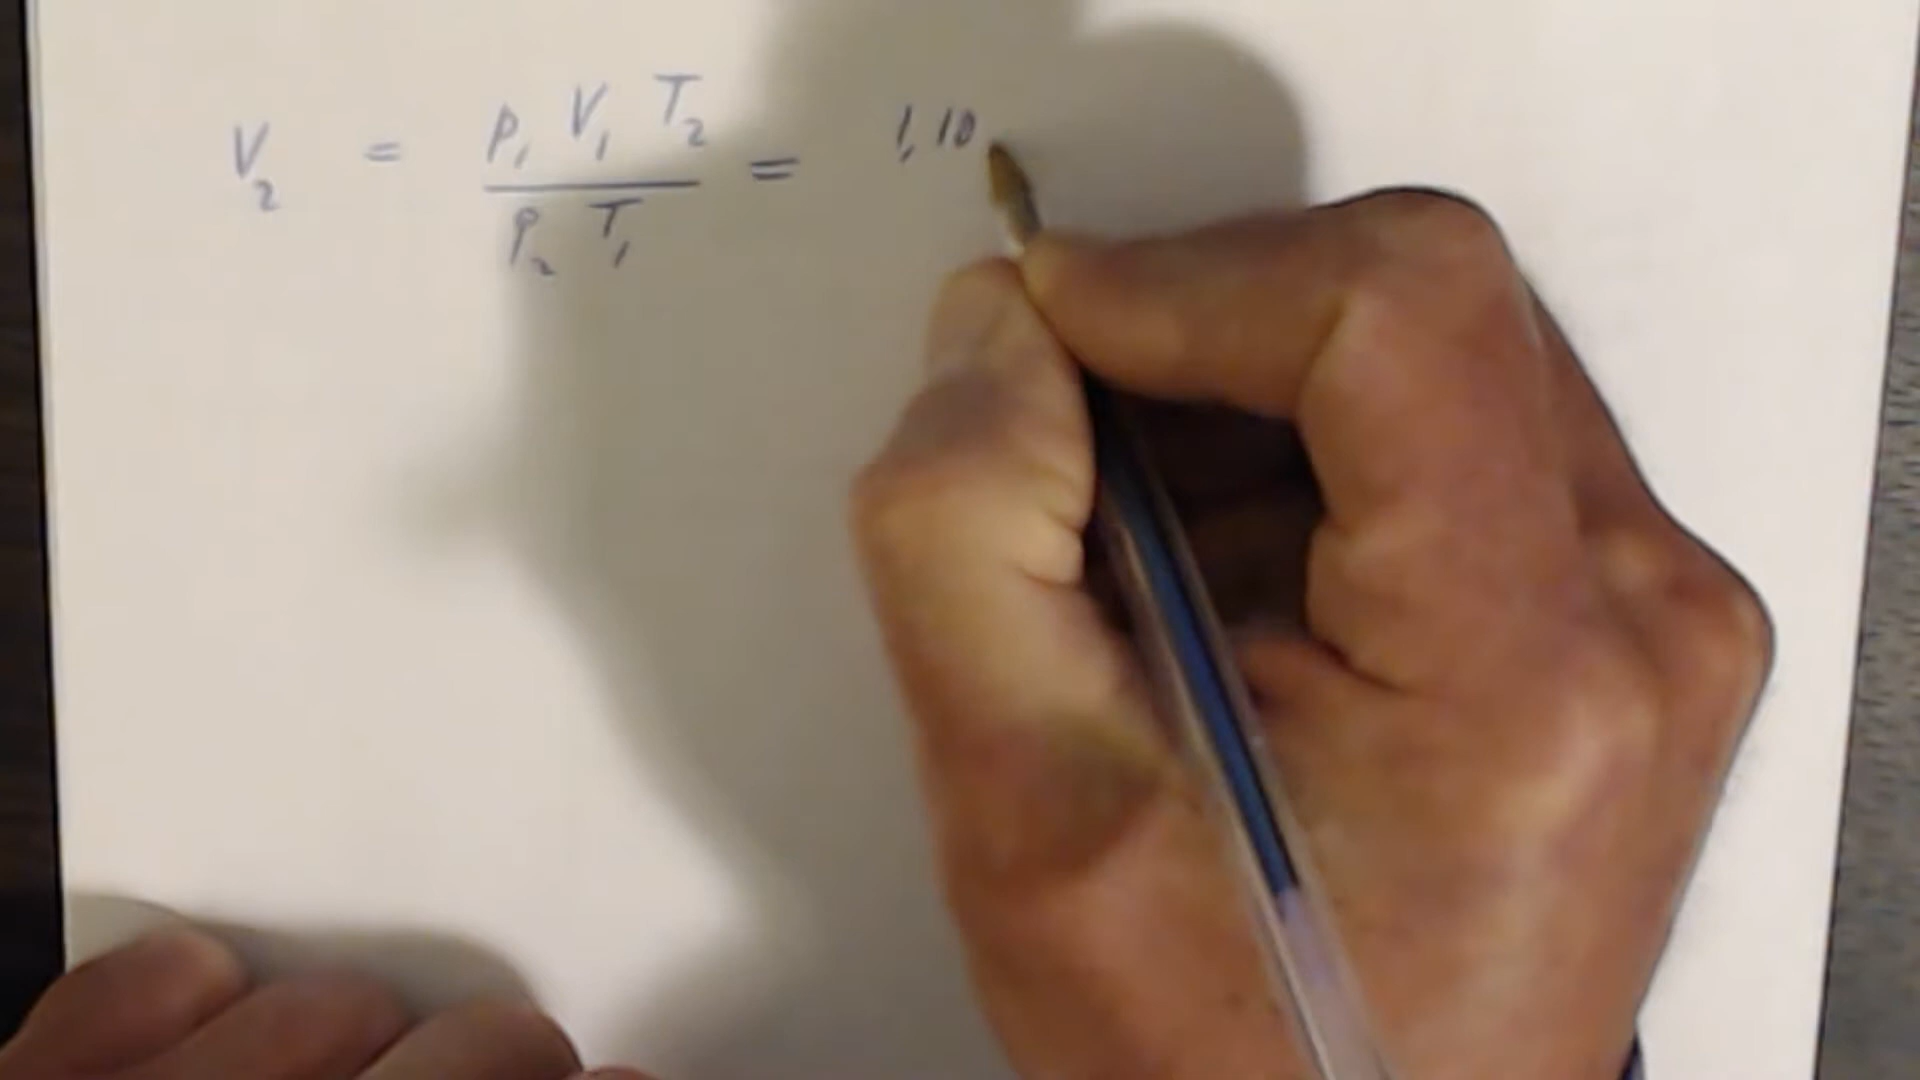 V₂ = p₁ V₁ T₂ / p₂ T₁ = 1,10